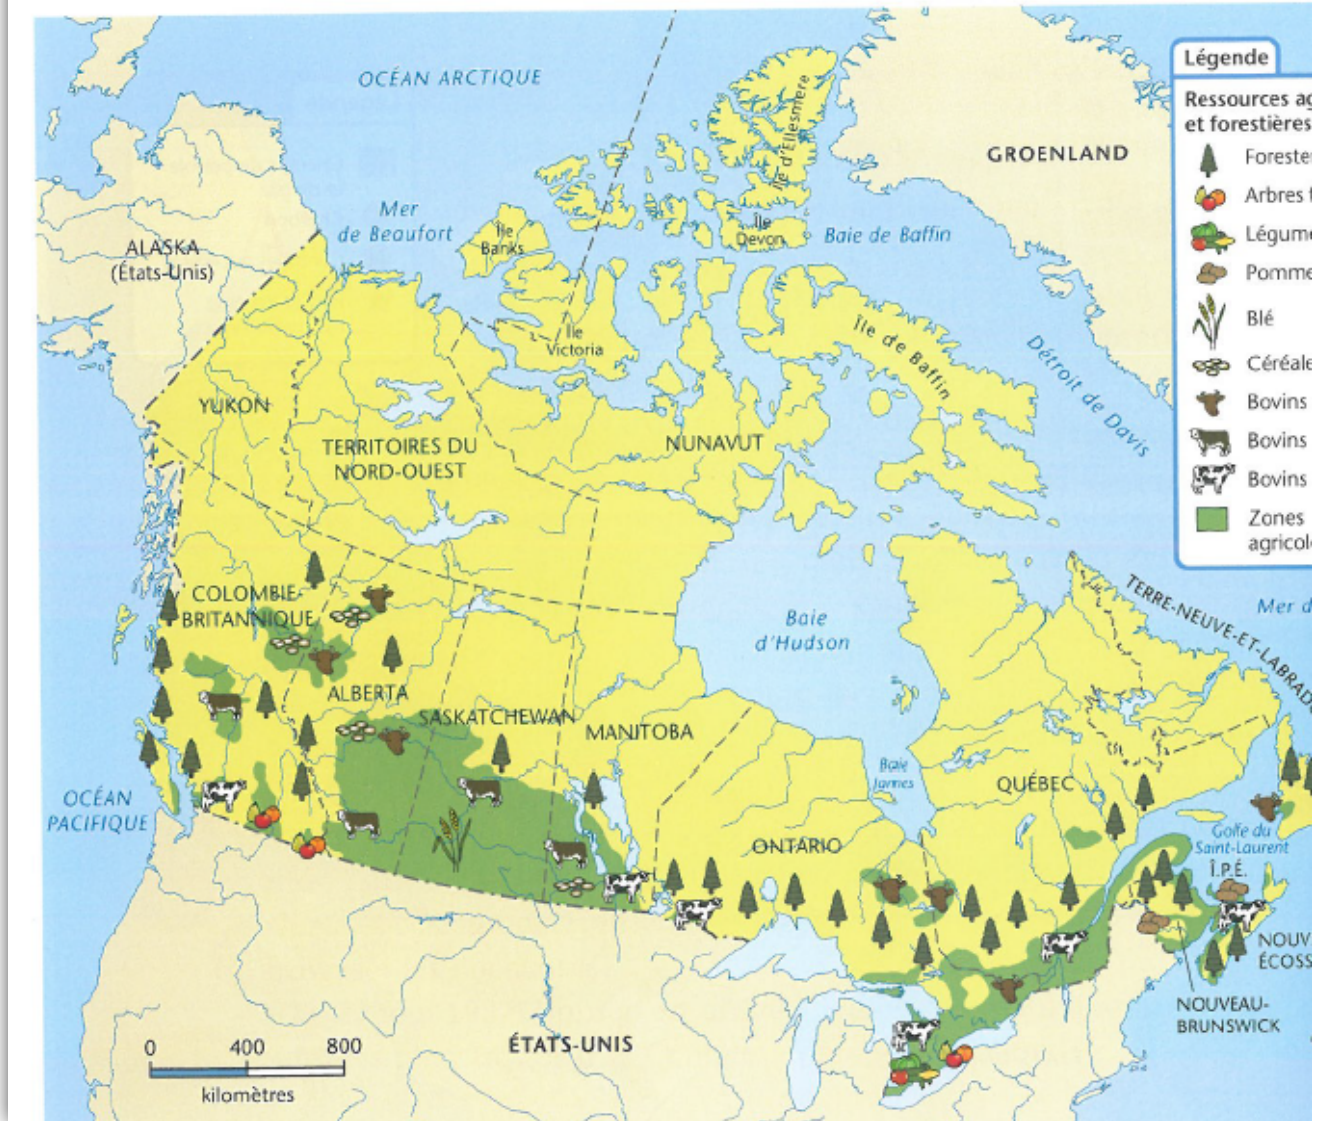 OCÉAN ARCTIQUE
Légende
Ressources ag
et forestières
Forester
Arbres f
Légume
Pomme
Blé
Céréale
Bovins
Bovins
Bovins
Zones
agricol
GROENLAND
Île d'Ellesmere
Mer
de Beaufort
Île
Banks
Île
Devon
Baie de Baffin
ALASKA
(États-Unis)
Île
Victoria
Île de Baffin
Détroit de Davis
YUKON
TERRITOIRES DU
NORD-OUEST
NUNAVUT
COLOMBIE-
BRITANNIQUE
Baie
d'Hudson
TERRE-NEUVE-ET-LABRADO
Mer d
ALBERTA
SASKATCHEWAN
MANITOBA
Baie
James
QUÉBEC
OCÉAN
PACIFIQUE
ONTARIO
Golfe du
Saint-Laurent
Î.P.É.
NOUV
ÉCOSS
NOUVEAU-
BRUNSWICK
ÉTATS-UNIS
0 400 800
kilomètres